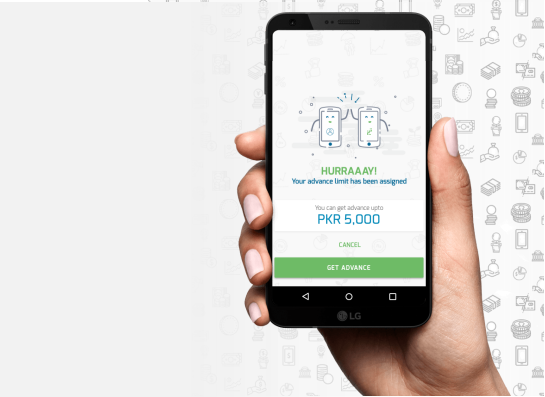 HURRAAAY!
Your advance limit has been assigned
You can get advance upto
PKR 5,000
CANCEL
GET ADVANCE
LG